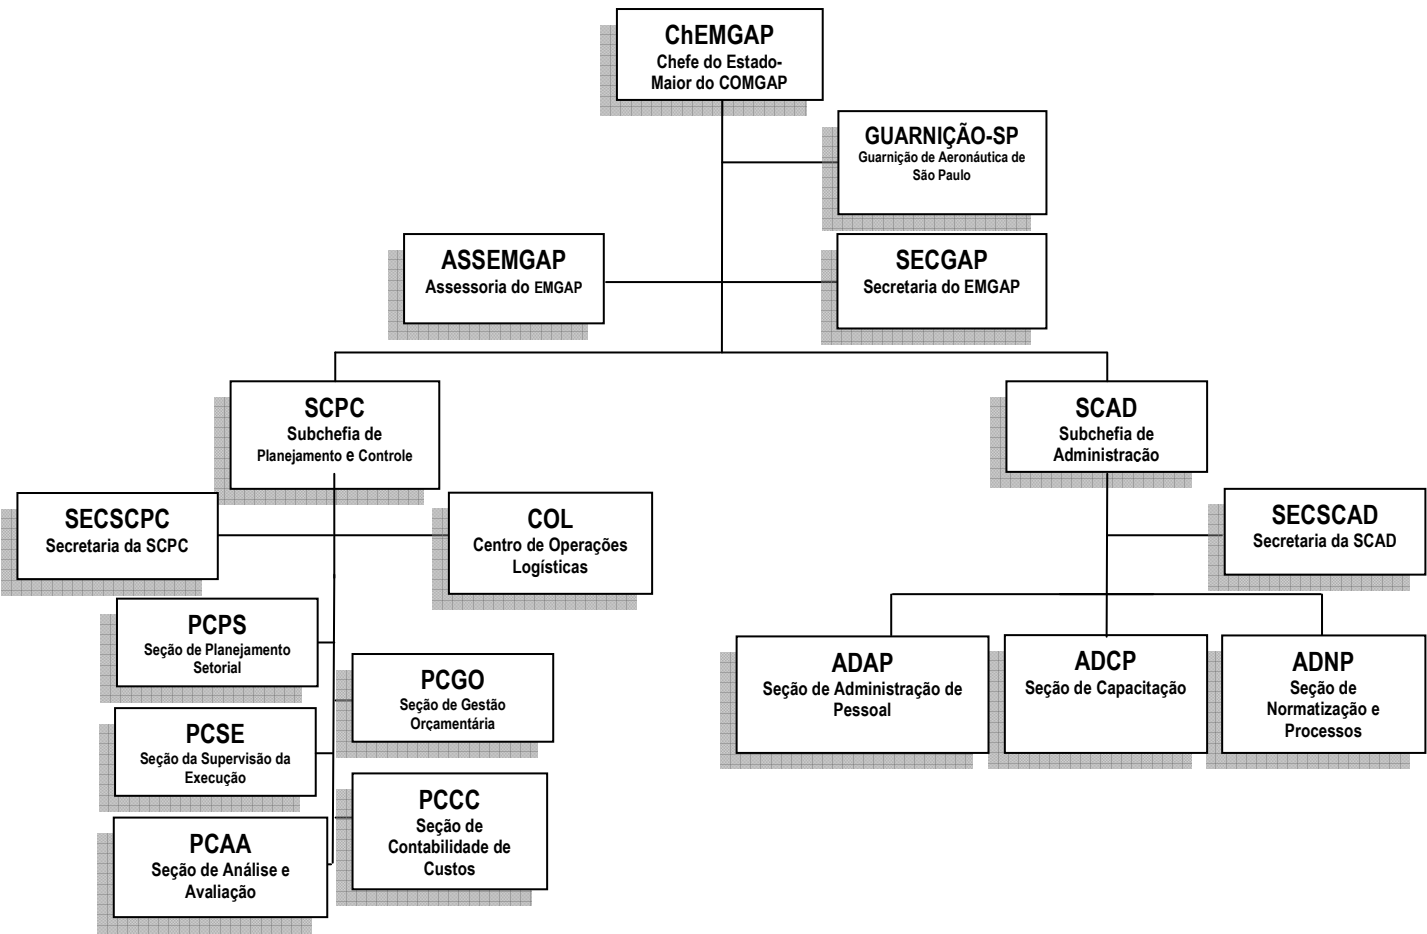 ChEMGAP
Chefe do Estado-
Maior do COMGAP
GUARNIÇÃO-SP
Guarnição de Aeronáutica de
São Paulo
ASSEMGAP
Assessoria do EMGAP
SECGAP
Secretaria do EMGAP
SCPC
Subchefia de
Planejamento e Controle
SCAD
Subchefia de
Administração
SECSCPC
Secretaria da SCPC
COL
Centro de Operações
Logísticas
SECSCAD
Secretaria da SCAD
PCPS
Seção de Planejamento
Setorial
PCGO
Seção de Gestão
Orçamentária
PCSE
Seção da Supervisão da
Execução
PCCC
Seção de
Contabilidade de
Custos
PCAA
Seção de Análise e
Avaliação
ADAP
Seção de Administração de
Pessoal
ADCP
Seção de Capacitação
ADNP
Seção de
Normatização e
Processos